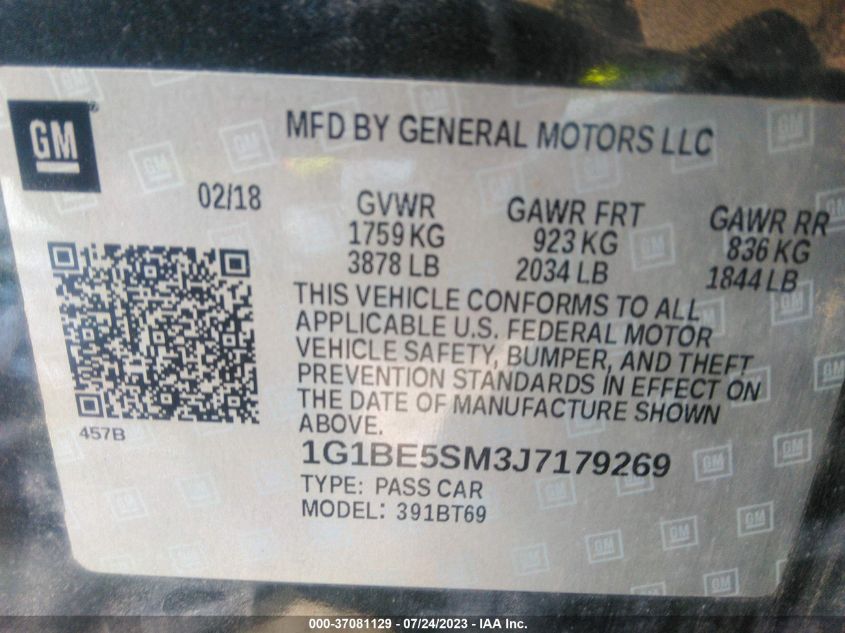 GM
MFD BY GENERAL MOTORS LLC
02/18
GVWR
1759 KG
3878 LB
GAWR FRT
923 KG
2034 LB
GAWR RR
836 KG
1844 LB
THIS VEHICLE CONFORMS TO ALL
APPLICABLE U.S. FEDERAL MOTOR
VEHICLE SAFETY, BUMPER, AND THEFT
PREVENTION STANDARDS IN EFFECT ON
THE DATE OF MANUFACTURE SHOWN
ABOVE.
457B
1G1BE5SM3J7179269
TYPE: PASS CAR
MODEL: 391BT69
000-37081129 - 07/24/2023 - IAA Inc.